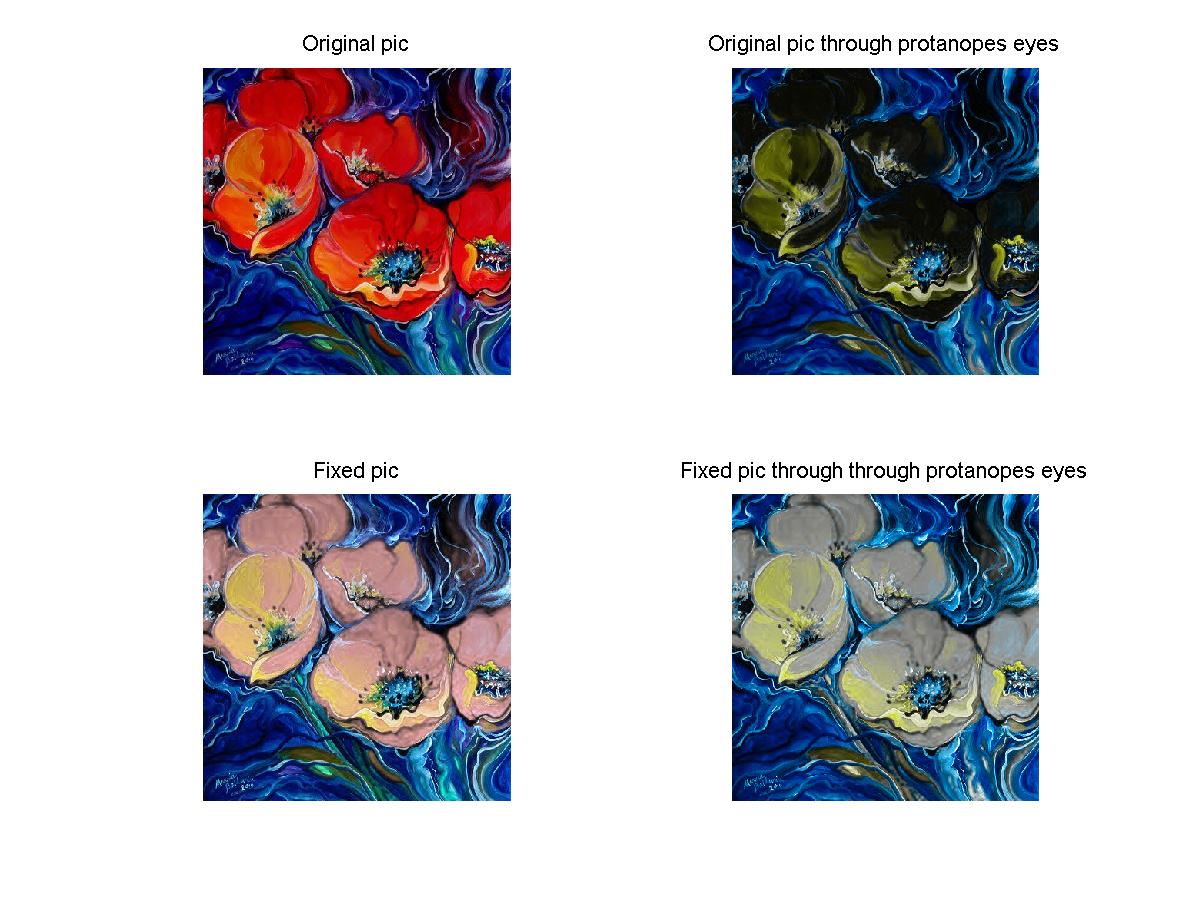 Original pic
Original pic through protanopes eyes
Fixed pic
Fixed pic through through protanopes eyes